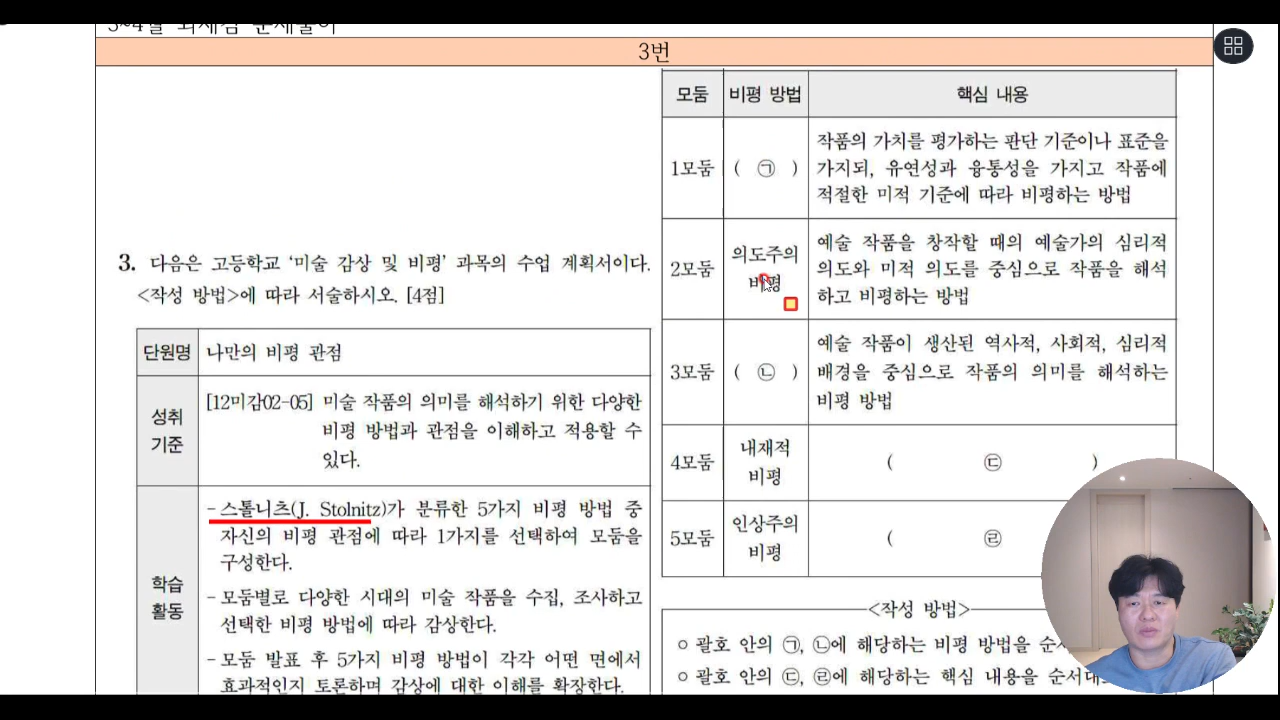 3~4월 최재섬 문제풀이
3번
3. 다음은 고등학교 ‘미술 감상 및 비평’ 과목의 수업 계획서이다.
<작성 방법>에 따라 서술하시오. [4점]
단원명
나만의 비평 관점
성취
기준
[12미감02-05] 미술 작품의 의미를 해석하기 위한 다양한
비평 방법과 관점을 이해하고 적용할 수
있다.
학습
활동
- 스톨니츠(J. Stolnitz)가 분류한 5가지 비평 방법 중
자신의 비평 관점에 따라 1가지를 선택하여 모둠을
구성한다.
- 모둠별로 다양한 시대의 미술 작품을 수집, 조사하고
선택한 비평 방법에 따라 감상한다.
- 모둠 발표 후 5가지 비평 방법이 각각 어떤 면에서
효과적인지 토론하며 감상에 대한 이해를 확장한다.
모둠 비평 방법 핵심 내용
1모둠 ( ㉠ )
작품의 가치를 평가하는 판단 기준이나 표준을
가지되, 유연성과 융통성을 가지고 작품에
적절한 미적 기준에 따라 비평하는 방법
2모둠
의도주의
비평
예술 작품을 창작할 때의 예술가의 심리적
의도와 미적 의도를 중심으로 작품을 해석
하고 비평하는 방법
3모둠 ( ㉡ )
예술 작품이 생산된 역사적, 사회적, 심리적
배경을 중심으로 작품의 의미를 해석하는
비평 방법
4모둠
내재적
비평
( ㉢ )
5모둠
인상주의
비평
( ㉣
<작성 방법>
○ 괄호 안의 ㉠, ㉡에 해당하는 비평 방법을
○ 괄호 안의 ㉢, ㉣에 해당하는 핵심 내용을